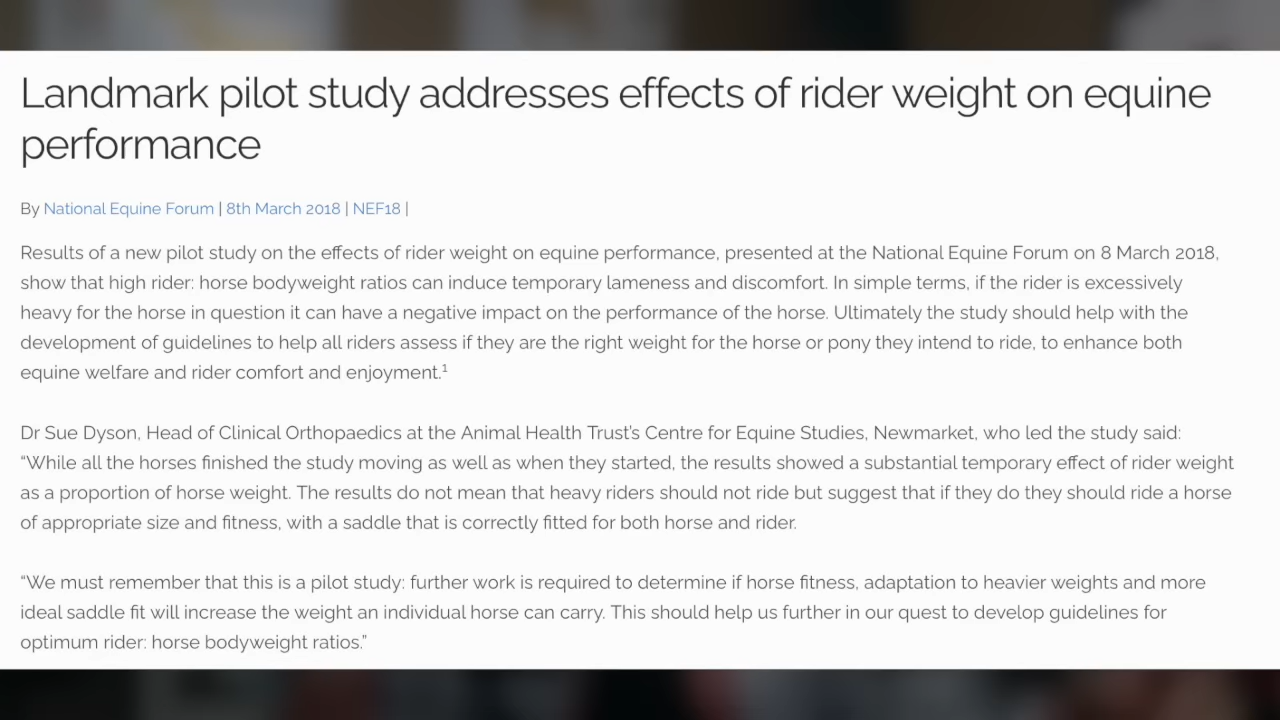 Landmark pilot study addresses effects of rider weight on equine
performance
By National Equine Forum | 8th March 2018 | NEF18 |
Results of a new pilot study on the effects of rider weight on equine performance, presented at the National Equine Forum on 8 March 2018,
show that high rider: horse bodyweight ratios can induce temporary lameness and discomfort. In simple terms, if the rider is excessively
heavy for the horse in question it can have a negative impact on the performance of the horse. Ultimately the study should help with the
development of guidelines to help all riders assess if they are the right weight for the horse or pony they intend to ride, to enhance both
equine welfare and rider comfort and enjoyment.¹
Dr Sue Dyson, Head of Clinical Orthopaedics at the Animal Health Trust’s Centre for Equine Studies, Newmarket, who led the study said:
“While all the horses finished the study moving as well as when they started, the results showed a substantial temporary effect of rider weight
as a proportion of horse weight. The results do not mean that heavy riders should not ride but suggest that if they do they should ride a horse
of appropriate size and fitness, with a saddle that is correctly fitted for both horse and rider.
“We must remember that this is a pilot study: further work is required to determine if horse fitness, adaptation to heavier weights and more
ideal saddle fit will increase the weight an individual horse can carry. This should help us further in our quest to develop guidelines for
optimum rider: horse bodyweight ratios.”